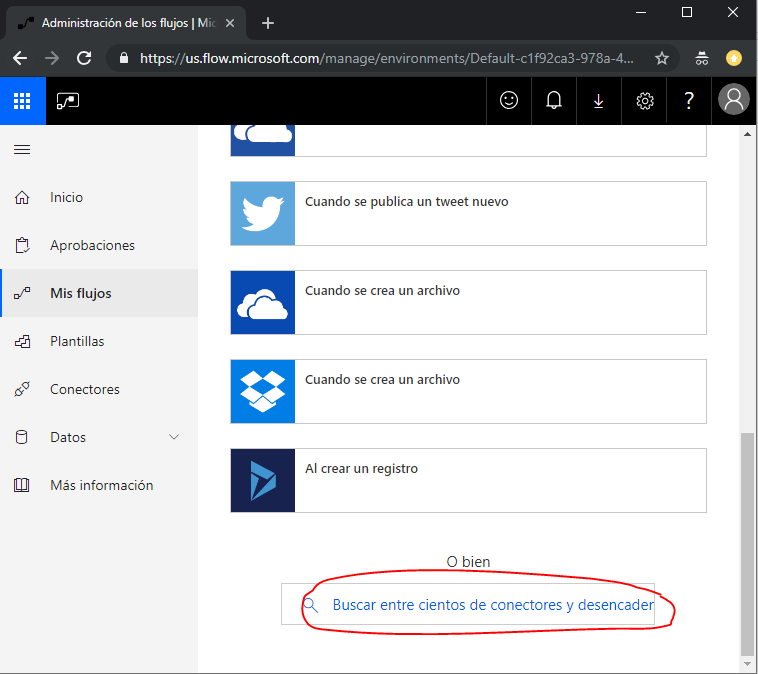 Administración de los flujos | Mic
https://us.flow.microsoft.com/manage/environments/Default-c1f92ca3-978a-4...
?
Inicio
Aprobaciones
Mis flujos
Plantillas
Conectores
Datos
Más información
Cuando se publica un tweet nuevo
Cuando se crea un archivo
Cuando se crea un archivo
Al crear un registro
O bien
Buscar entre cientos de conectores y desencader